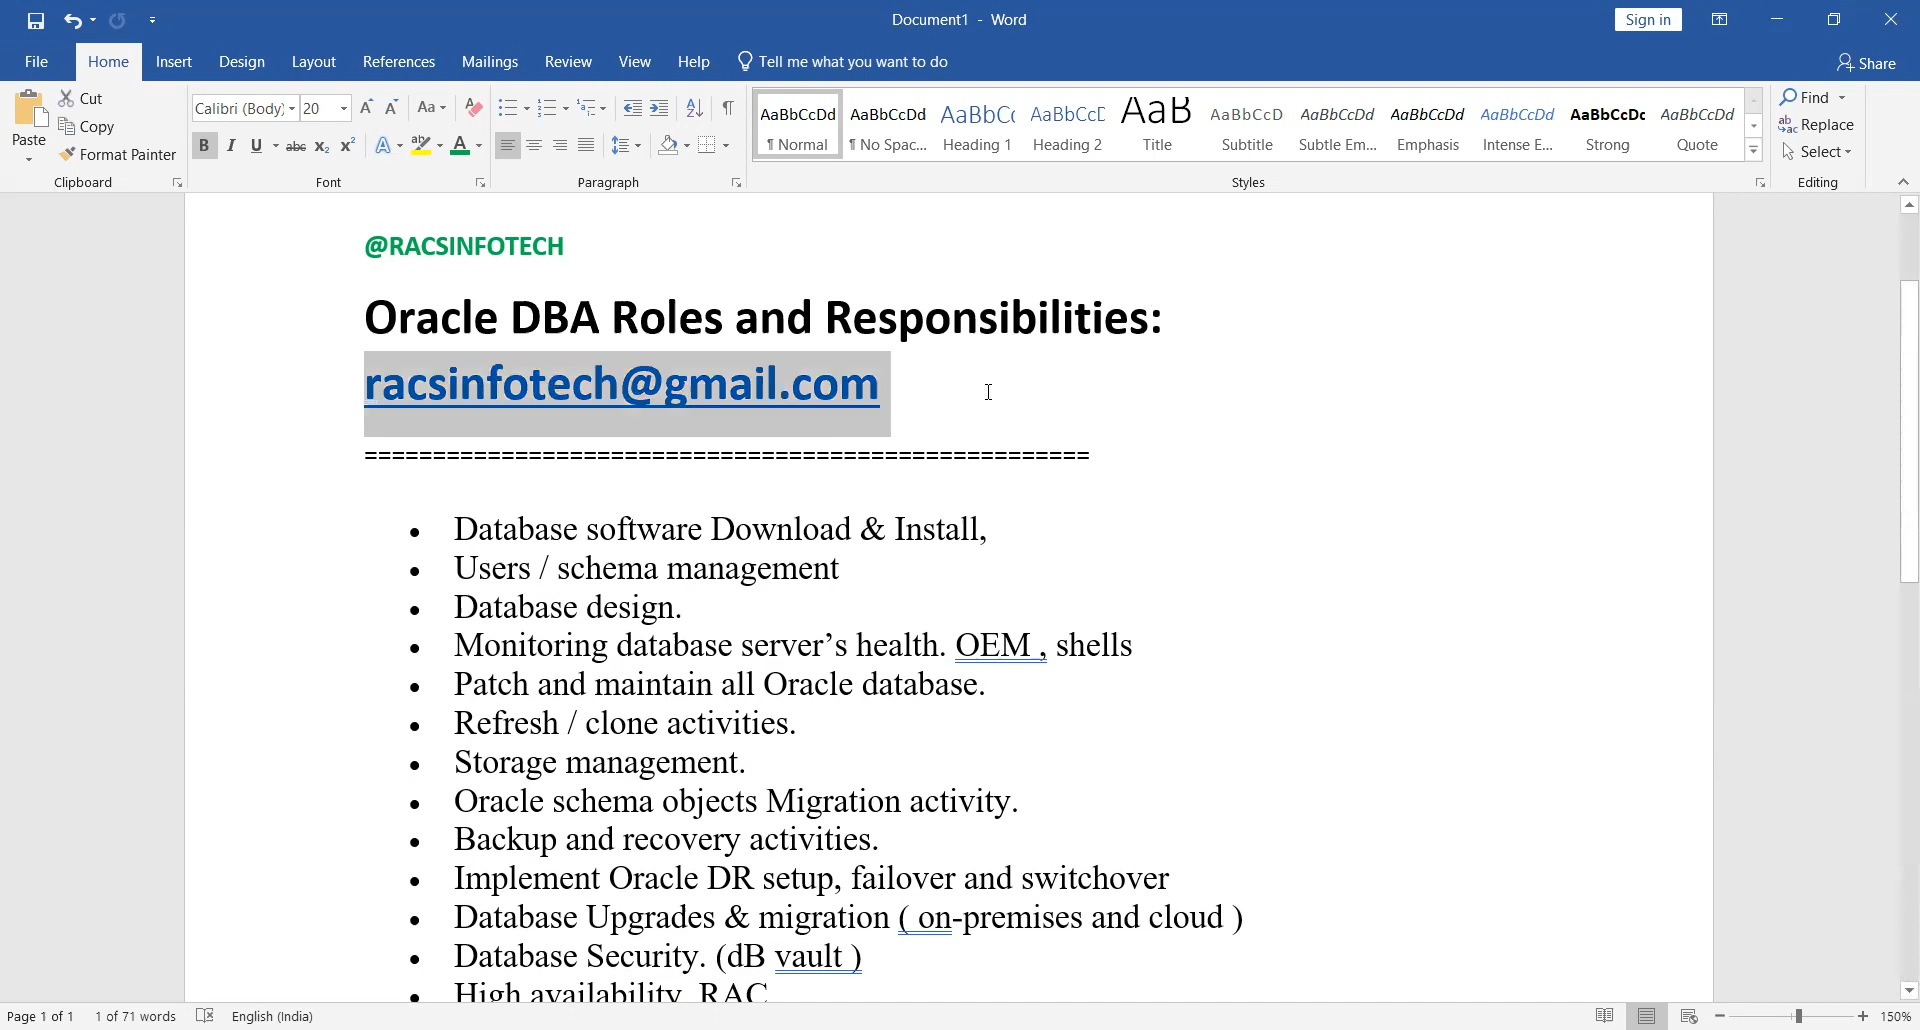 Document1 - Word
Sign in
File Home Insert Design Layout References Mailings Review View Help Tell me what you want to do Share
Paste
Cut
Copy
Format Painter
Clipboard
Calibri (Body) 20
Font
Paragraph
AaBbCcDd AaBbCcDd AaBbC AaBbCcD AaB AaBbCcD AaBbCcDd AaBbCcDd AaBbCcDd AaBbCcDc AaBbCcDd
¶ Normal ¶ No Spac... Heading 1 Heading 2 Title Subtitle Subtle Em... Emphasis Intense E... Strong Quote
Styles
Find
Replace
Select
Editing
@RACSINFOTECH
Oracle DBA Roles and Responsibilities:
racsinfotech@gmail.com
=====================================================
• Database software Download & Install,
• Users / schema management
• Database design.
• Monitoring database server’s health. OEM , shells
• Patch and maintain all Oracle database.
• Refresh / clone activities.
• Storage management.
• Oracle schema objects Migration activity.
• Backup and recovery activities.
• Implement Oracle DR setup, failover and switchover
• Database Upgrades & migration ( on-premises and cloud )
• Database Security. (dB vault )
• High availability RAC
Page 1 of 1 1 of 71 words English (India) 150%